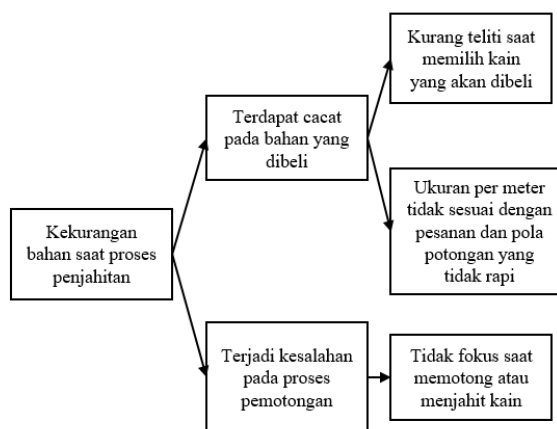 Kekurangan
bahan saat proses
penjahitan
Terdapat cacat
pada bahan yang
dibeli
Kurang teliti saat
memilih kain
yang akan dibeli
Ukuran per meter
tidak sesuai dengan
pesanan dan pola
potongan yang
tidak rapi
Terjadi kesalahan
pada proses
pemotongan
Tidak fokus saat
memotong atau
menjahit kain